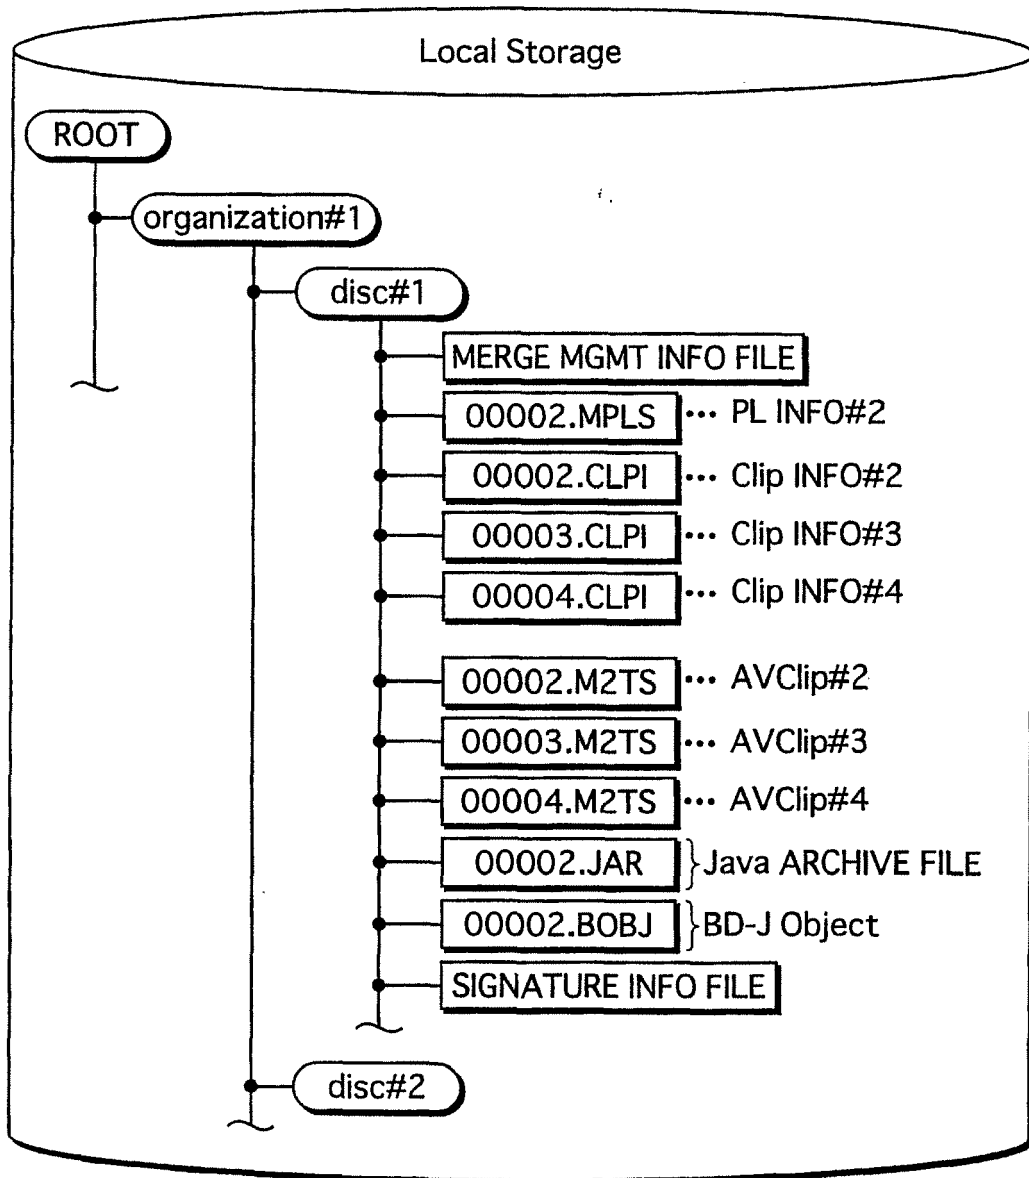 Local Storage
ROOT
organization#1
disc#1
MERGE MGMT INFO FILE
00002.MPLS ••• PL INFO#2
00002.CLPI ••• Clip INFO#2
00003.CLPI ••• Clip INFO#3
00004.CLPI ••• Clip INFO#4
00002.M2TS ••• AVClip#2
00003.M2TS ••• AVClip#3
00004.M2TS ••• AVClip#4
00002.JAR }Java ARCHIVE FILE
00002.BOBJ }BD-J Object
SIGNATURE INFO FILE
disc#2